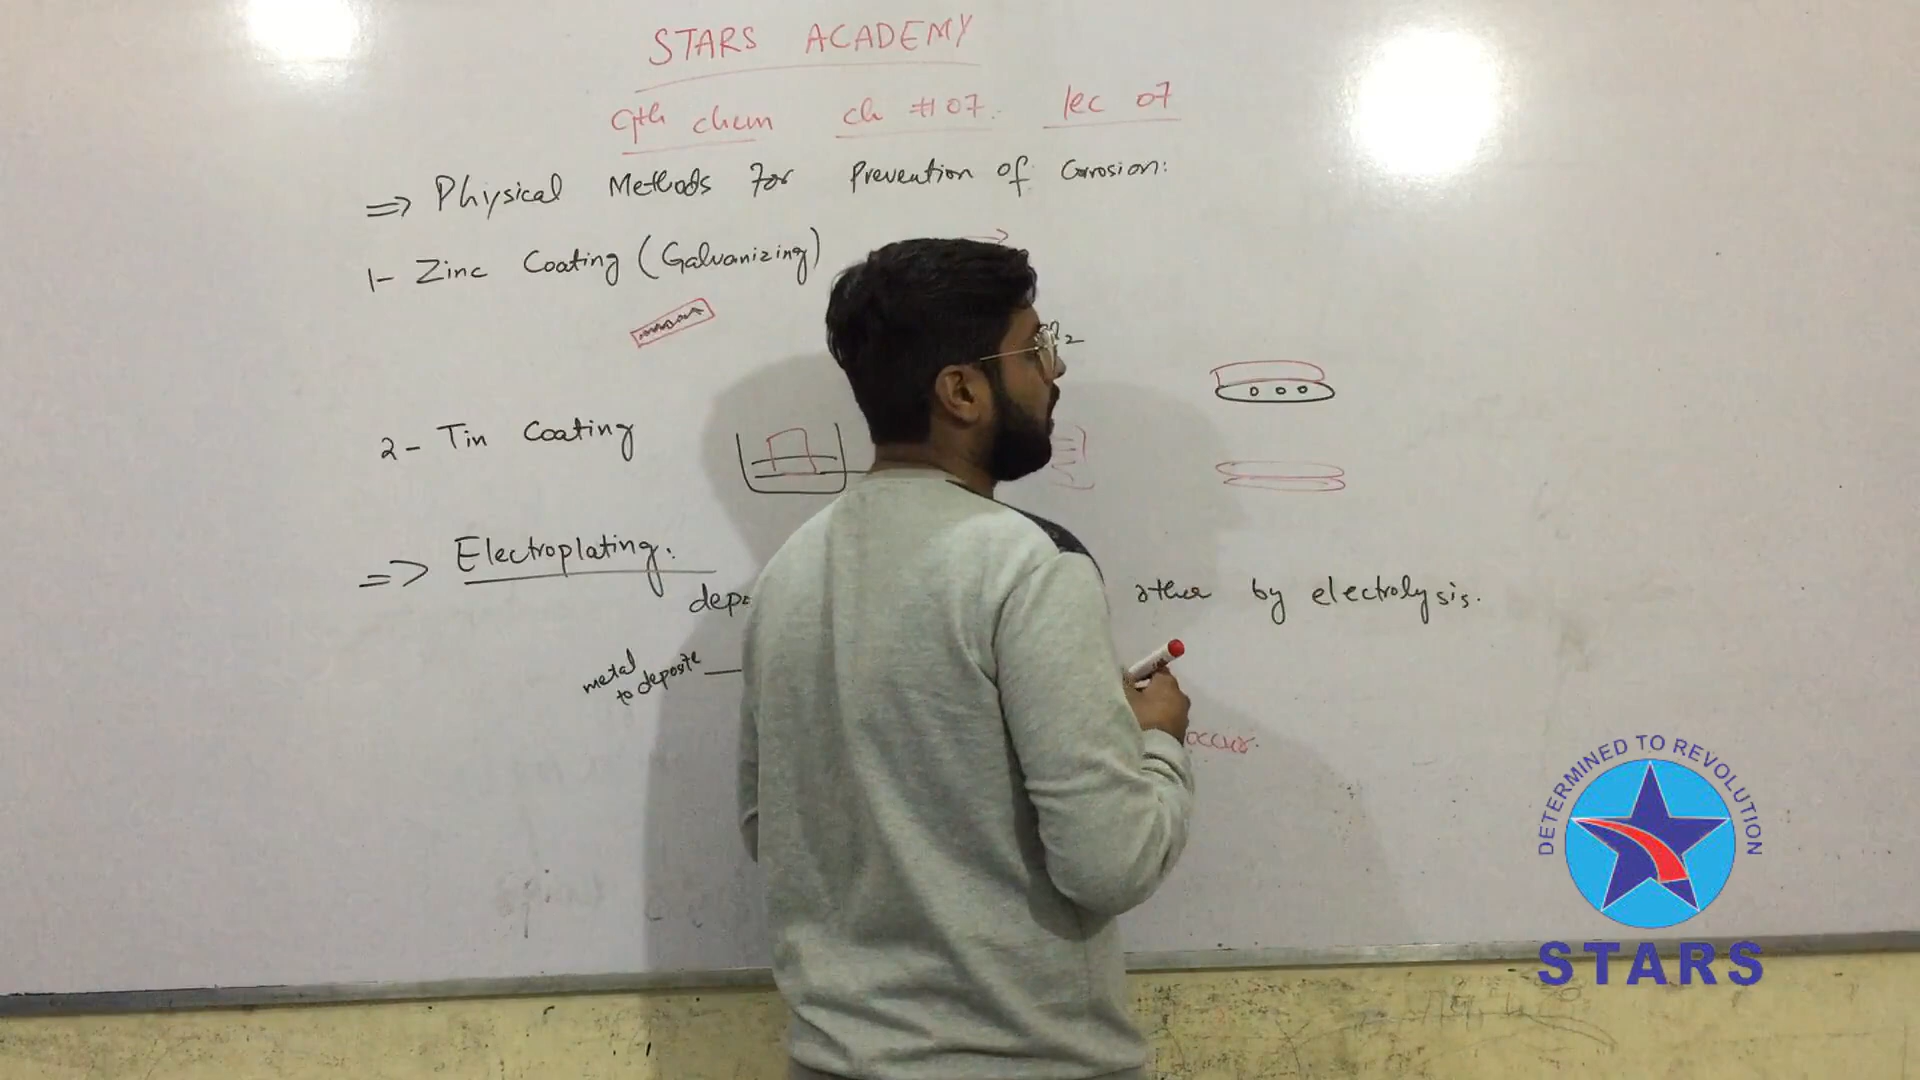 STARS ACADEMY
9th chem ch #07. lec 07
=> Physical Methods For Prevention of Corrosion:
1- Zinc Coating (Galvanizing)
2- Tin Coating
=> Electroplating.
other by electrolysis.
metal
to deposite
occur.
DETERMINED TO REVOLUTION
STARS